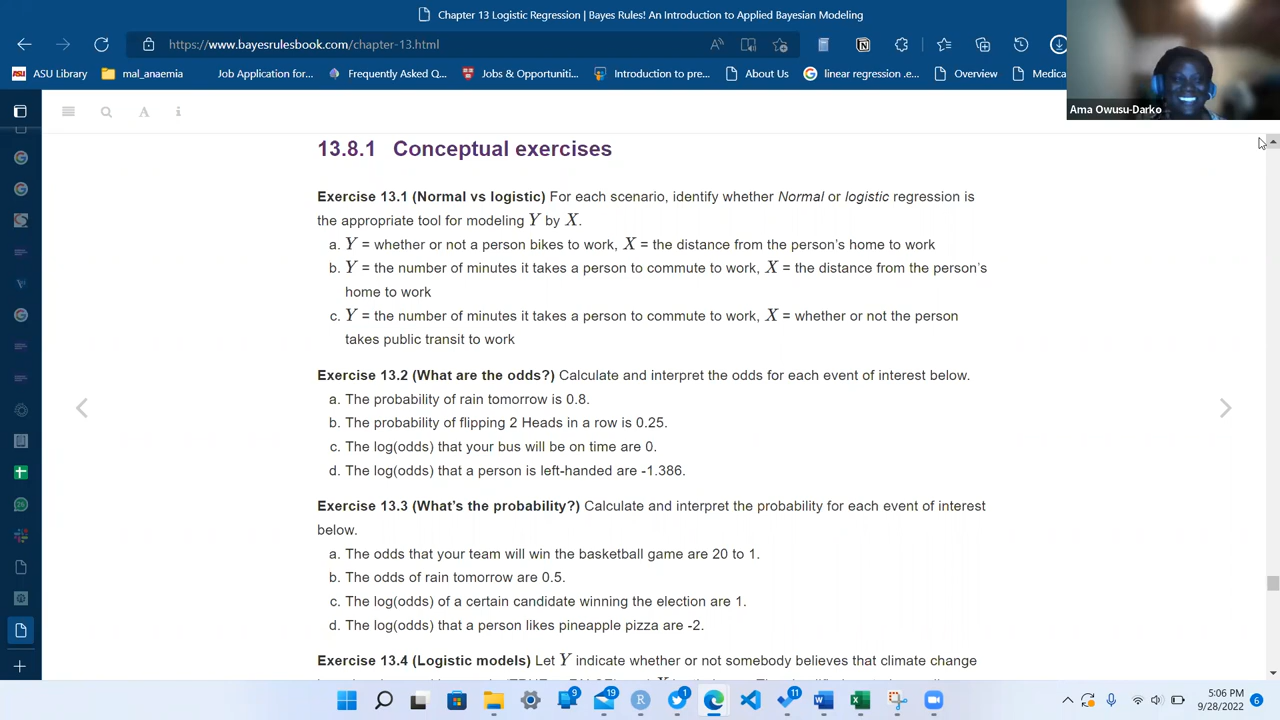 Chapter 13 Logistic Regression | Bayes Rules! An Introduction to Applied Bayesian Modeling
https://www.bayesrulesbook.com/chapter-13.html
ASU Library mal_anaemia Job Application for... Frequently Asked Q... Jobs & Opportuniti... Introduction to pre... About Us linear regression .e... Overview Medica
Ama Owusu-Darko
13.8.1 Conceptual exercises
Exercise 13.1 (Normal vs logistic) For each scenario, identify whether Normal or logistic regression is
the appropriate tool for modeling Y by X.
a. Y = whether or not a person bikes to work, X = the distance from the person's home to work
b. Y = the number of minutes it takes a person to commute to work, X = the distance from the person's
home to work
c. Y = the number of minutes it takes a person to commute to work, X = whether or not the person
takes public transit to work
Exercise 13.2 (What are the odds?) Calculate and interpret the odds for each event of interest below.
a. The probability of rain tomorrow is 0.8.
b. The probability of flipping 2 Heads in a row is 0.25.
c. The log(odds) that your bus will be on time are 0.
d. The log(odds) that a person is left-handed are -1.386.
Exercise 13.3 (What's the probability?) Calculate and interpret the probability for each event of interest
below.
a. The odds that your team will win the basketball game are 20 to 1.
b. The odds of rain tomorrow are 0.5.
c. The log(odds) of a certain candidate winning the election are 1.
d. The log(odds) that a person likes pineapple pizza are -2.
Exercise 13.4 (Logistic models) Let Y indicate whether or not somebody believes that climate change
9 19 1 11
5:06 PM
9/28/2022 6